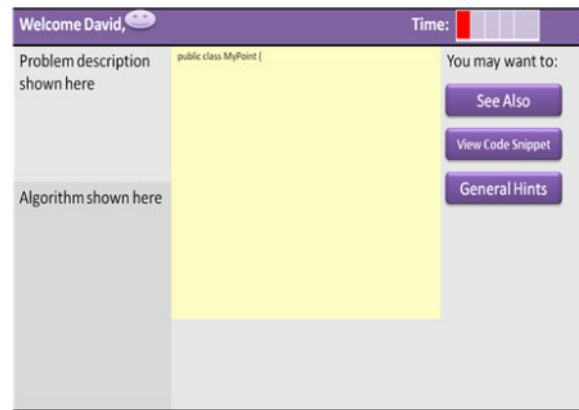 Welcome David,
Time:
Problem description
shown here
public class MyPoint {
You may want to:
See Also
View Code Snippet
General Hints
Algorithm shown here